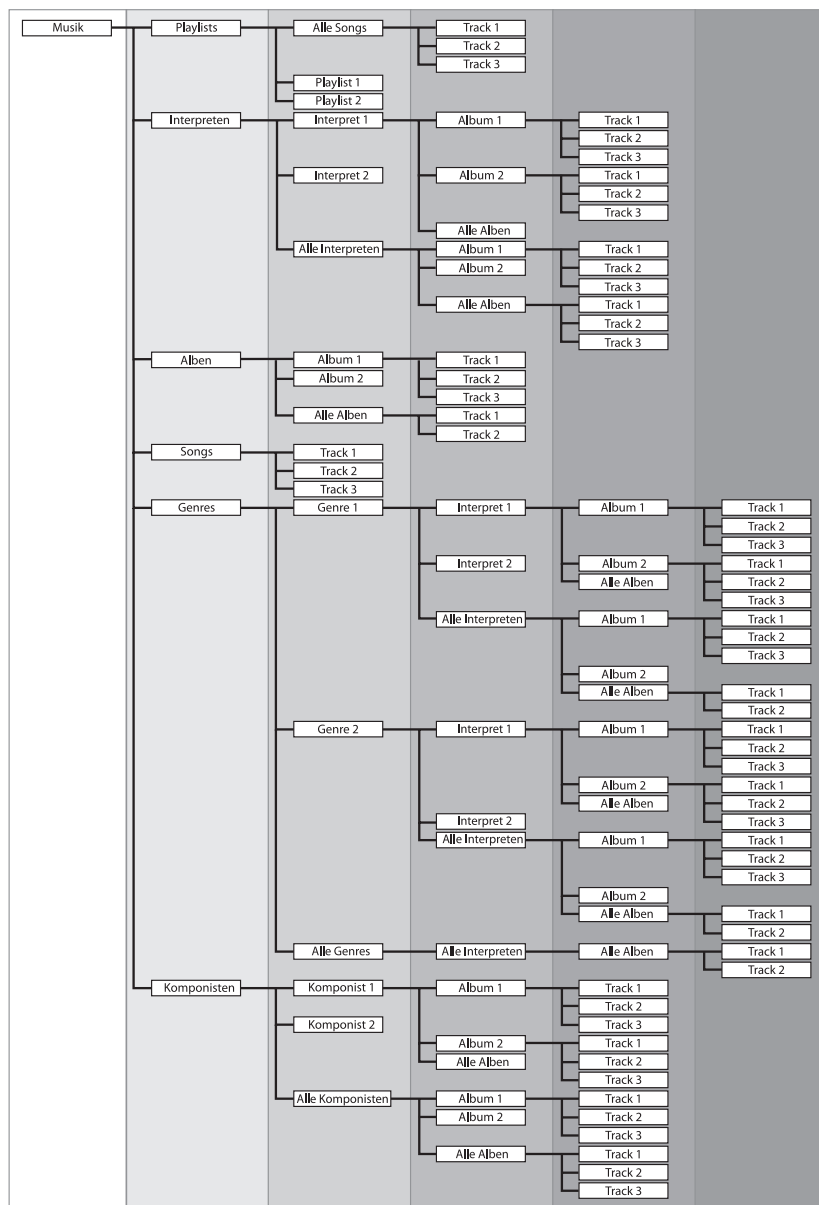 Musik Playlists Alle Songs Track 1
Track 2
Track 3
Playlist 1
Playlist 2
Interpreten Interpret 1 Album 1 Track 1
Track 2
Track 3
Interpret 2 Album 2 Track 1
Track 2
Track 3
Alle Alben
Alle Interpreten Album 1 Track 1
Album 2 Track 2
Track 3
Alle Alben Track 1
Track 2
Track 3
Alben Album 1 Track 1
Album 2 Track 2
Track 3
Alle Alben Track 1
Track 2
Songs Track 1
Track 2
Track 3
Genres Genre 1 Interpret 1 Album 1 Track 1
Track 2
Track 3
Interpret 2 Album 2 Track 1
Alle Alben Track 2
Track 3
Alle Interpreten Album 1 Track 1
Track 2
Track 3
Album 2
Alle Alben Track 1
Track 2
Genre 2 Interpret 1 Album 1 Track 1
Track 2
Track 3
Album 2 Track 1
Alle Alben Track 2
Interpret 2 Track 3
Alle Interpreten Album 1 Track 1
Track 2
Track 3
Album 2
Alle Alben Track 1
Track 2
Alle Genres Alle Interpreten Alle Alben Track 1
Track 2
Komponisten Komponist 1 Album 1 Track 1
Track 2
Komponist 2 Track 3
Album 2 Track 1
Alle Alben Track 2
Track 3
Alle Komponisten Album 1 Track 1
Album 2 Track 2
Track 3
Alle Alben Track 1
Track 2
Track 3